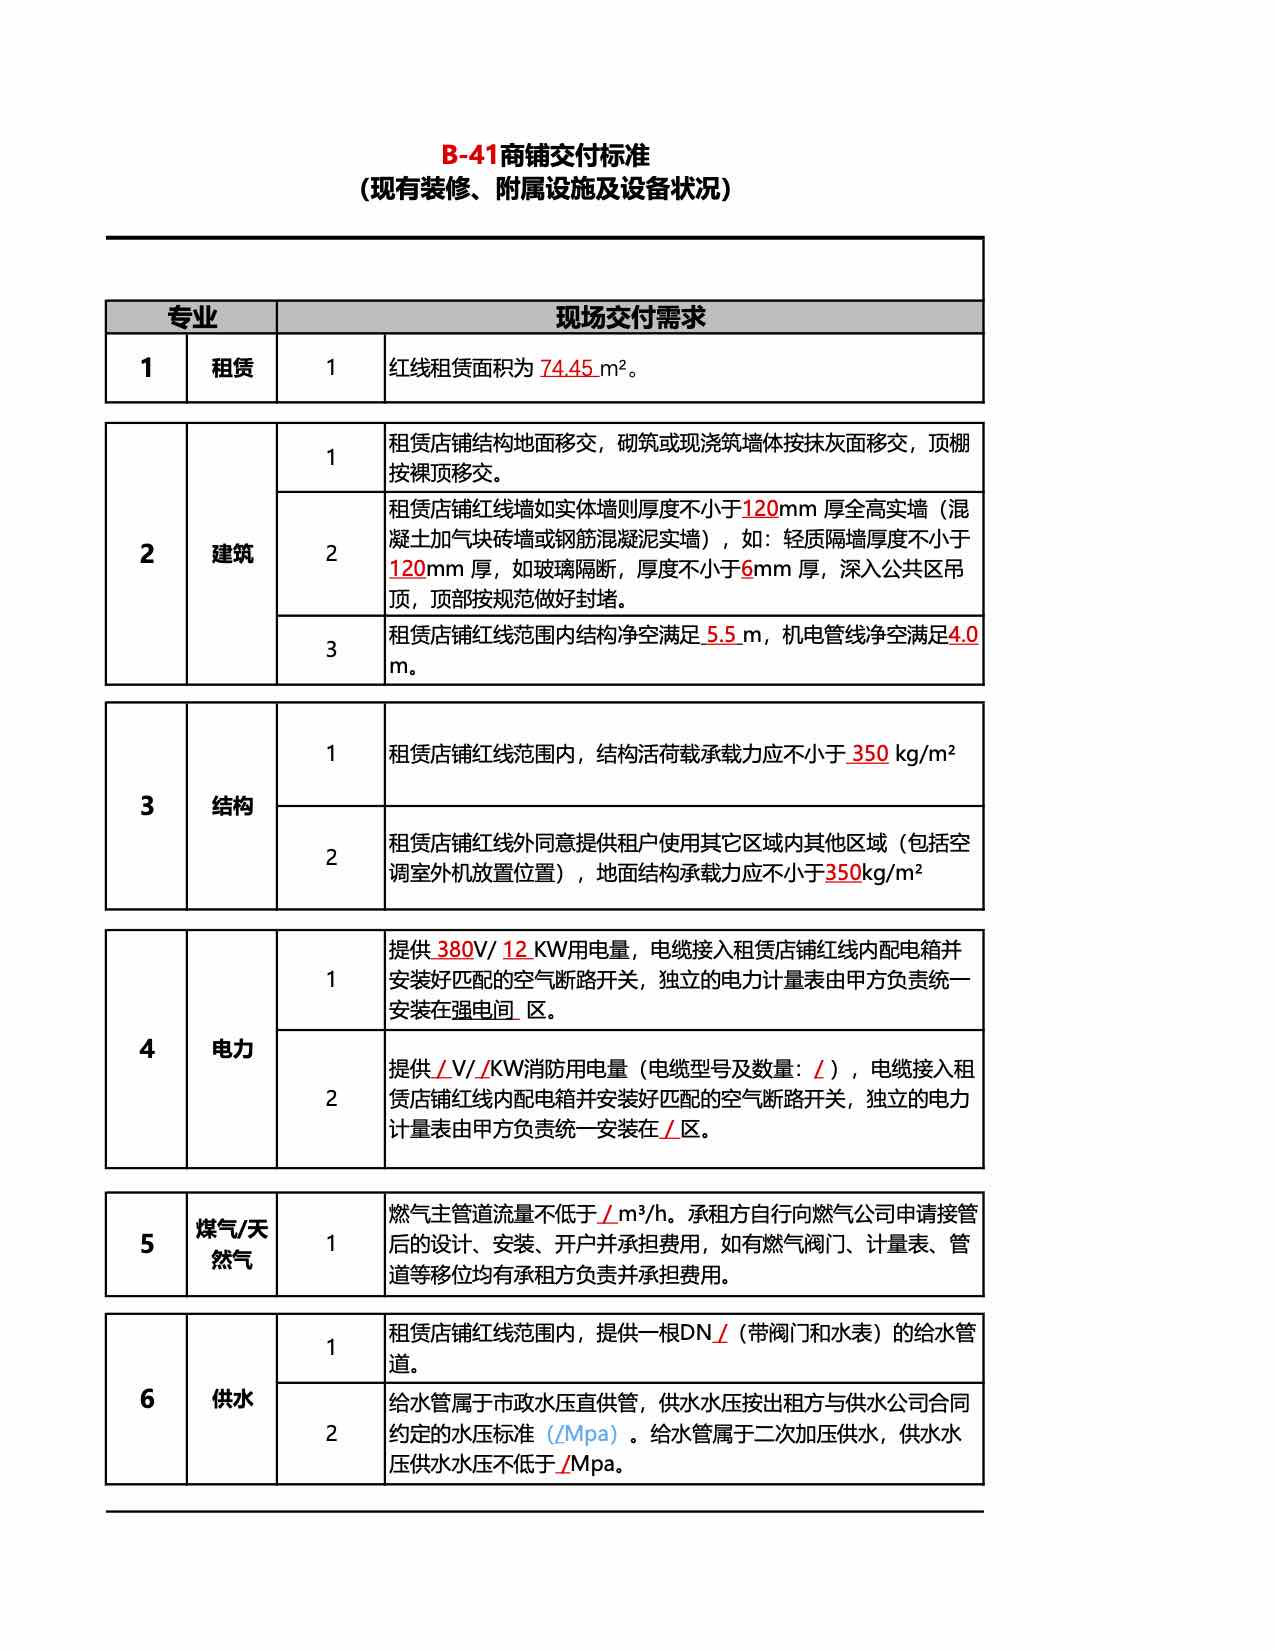 B-41商铺交付标准
（现有装修、附属设施及设备状况）
专业 现场交付需求
1 租赁 1 红线租赁面积为 74.45 m²。
2 建筑
1 租赁店铺结构地面移交，砌筑或现浇筑墙体按抹灰面移交，顶棚
按裸顶移交。
2 租赁店铺红线墙如实体墙则厚度不小于120mm 厚全高实墙（混
凝土加气块砖墙或钢筋混凝泥实墙），如：轻质隔墙厚度不小于
120mm 厚，如玻璃隔断，厚度不小于6mm 厚，深入公共区吊
顶，顶部按规范做好封堵。
3 租赁店铺红线范围内结构净空满足 5.5 m，机电管线净空满足4.0
m。
3 结构
1 租赁店铺红线范围内，结构活荷载承载力应不小于 350 kg/m²
2 租赁店铺红线外同意提供租户使用其它区域内其他区域（包括空
调室外机放置位置），地面结构承载力应不小于350kg/m²
4 电力
1 提供 380V/ 12 KW用电量，电缆接入租赁店铺红线内配电箱并
安装好匹配的空气断路开关，独立的电力计量表由甲方负责统一
安装在强电间 区。
2 提供 / V/ /KW消防用电量（电缆型号及数量：/ ），电缆接入租
赁店铺红线内配电箱并安装好匹配的空气断路开关，独立的电力
计量表由甲方负责统一安装在 / 区。
5 煤气/天
然气
1 燃气主管道流量不低于 / m³/h。承租方自行向燃气公司申请接管
后的设计、安装、开户并承担费用，如有燃气阀门、计量表、管
道等移位均有承租方负责并承担费用。
6 供水
1 租赁店铺红线范围内，提供一根DN /（带阀门和水表）的给水管
道。
2 给水管属于市政水压直供管，供水水压按出租方与供水公司合同
约定的水压标准（/Mpa）。给水管属于二次加压供水，供水水
压供水水压不低于 /Mpa。